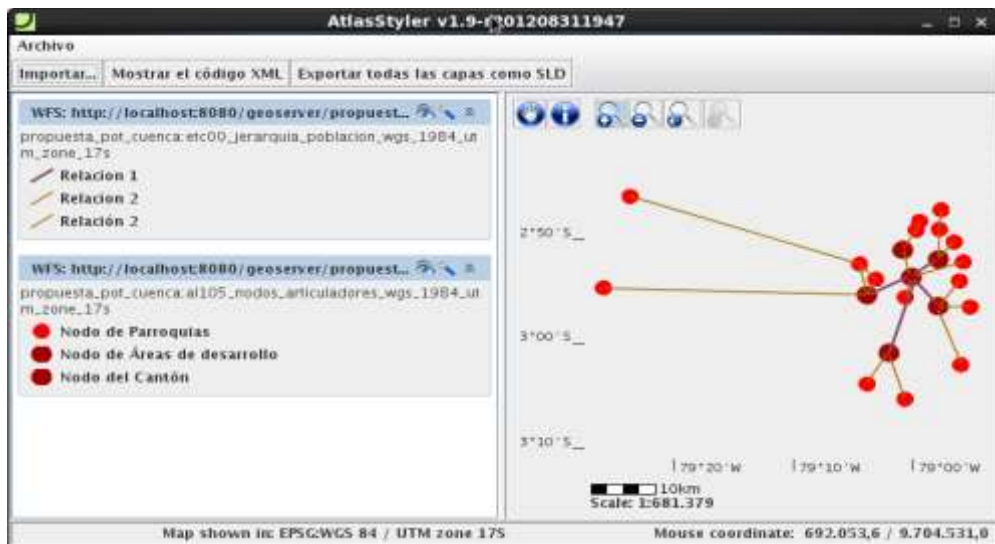 AtlasStyler v1.9-r201208311947
Archivo
Importar... Mostrar el código XML Exportar todas las capas como SLD
WFS: http://localhost:8080/geoserver/propuest...
propuesta_pot_cuenca:etc00_jerarquia_poblacion_wgs_1984_ut
m_zone_17s
Relacion 1
Relacion 2
Relación 2
WFS: http://localhost:8080/geoserver/propuest...
propuesta_pot_cuenca:al105_nodos_articuladores_wgs_1984_ut
m_zone_17s
Nodo de Parroquias
Nodo de Áreas de desarrollo
Nodo del Cantón
2°50'S
3°00'S
3°10'S
79°20'W 79°10'W 79°00'W
10km
Scale: 1:681.379
Map shown in: EPSG:WGS 84 / UTM zone 17S Mouse coordinate: 692.053,6 / 9.704.531,0